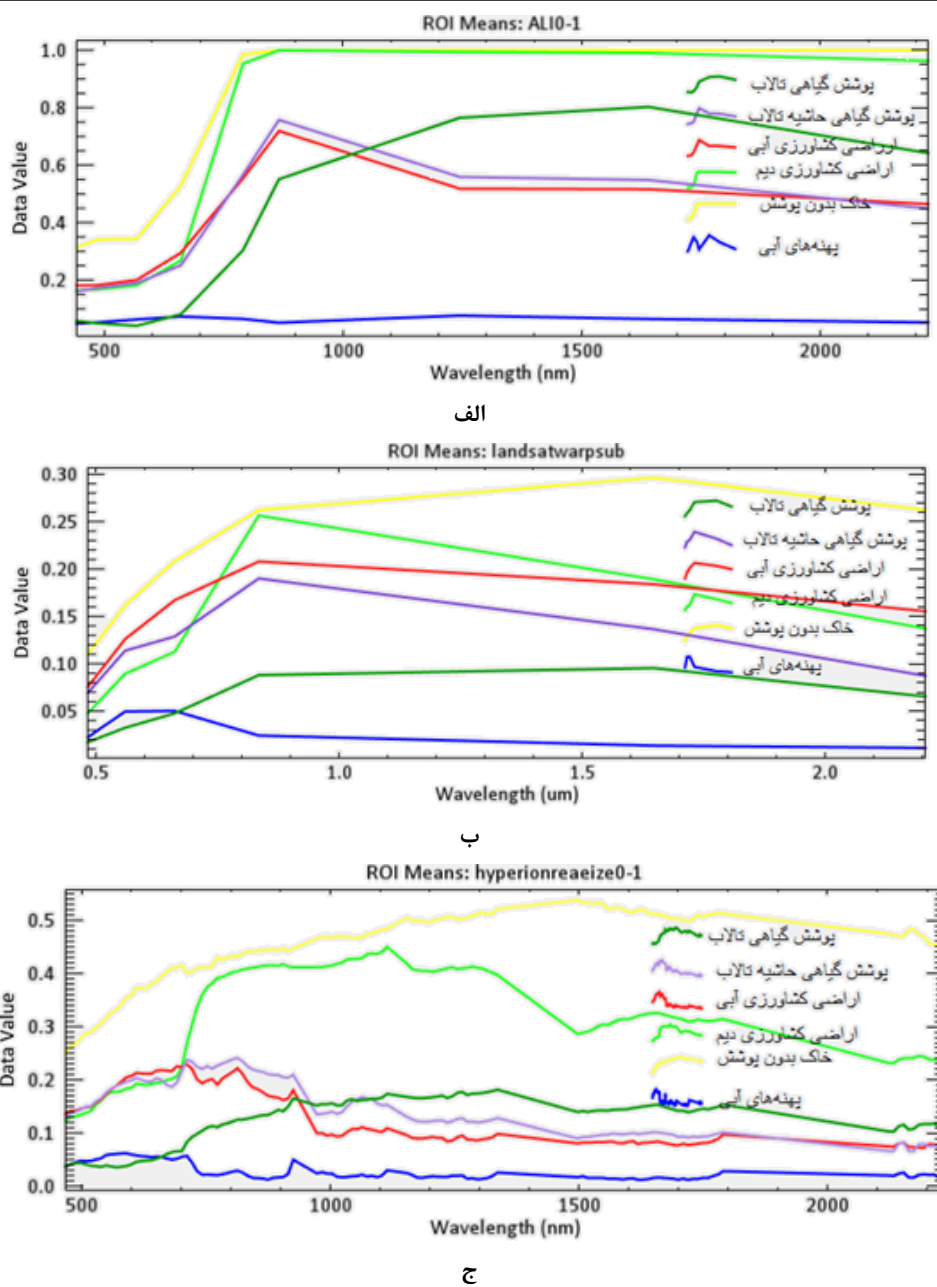 ROI Means: ALI0-1
1.0
0.8
0.6
0.4
0.2
Data Value
پوشش گیاهی تالاب
پوشش گیاهی حاشیه تالاب
ارراضی کشاورزی آبی
اراضی کشاورزی دیم
خاک بدون پوشش
پهنه‌های آبی
500 1000 1500 2000
Wavelength (nm)
الف
ROI Means: landsatwarpsub
0.30
0.25
0.20
0.15
0.10
0.05
Data Value
پوشش گیاهی تالاب
پوشش گیاهی حاشیه تالاب
اراضی کشاورزی آبی
اراضی کشاورزی دیم
خاک بدون پوشش
پهنه‌های آبی
0.5 1.0 1.5 2.0
Wavelength (um)
ب
ROI Means: hyperionreaeize0-1
0.5
0.4
0.3
0.2
0.1
0.0
Data Value
پوشش گیاهی تالاب
پوشش گیاهی حاشیه تالاب
اراضی کشاورزی آبی
اراضی کشاورزی دیم
خاک بدون پوشش
پهنه‌های آبی
500 1000 1500 2000
Wavelength (nm)
ج